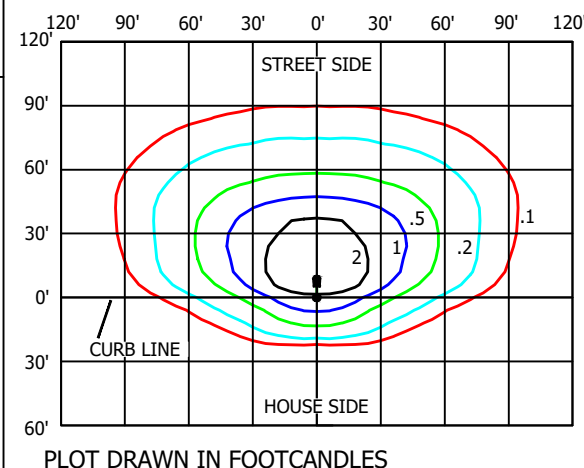 120' 90' 60' 30' 0' 30' 60' 90' 120'
120'
STREET SIDE
90'
60'
.5 .1
30'
1 .2
2
0'
CURB LINE
30'
HOUSE SIDE
60'
PLOT DRAWN IN FOOTCANDLES